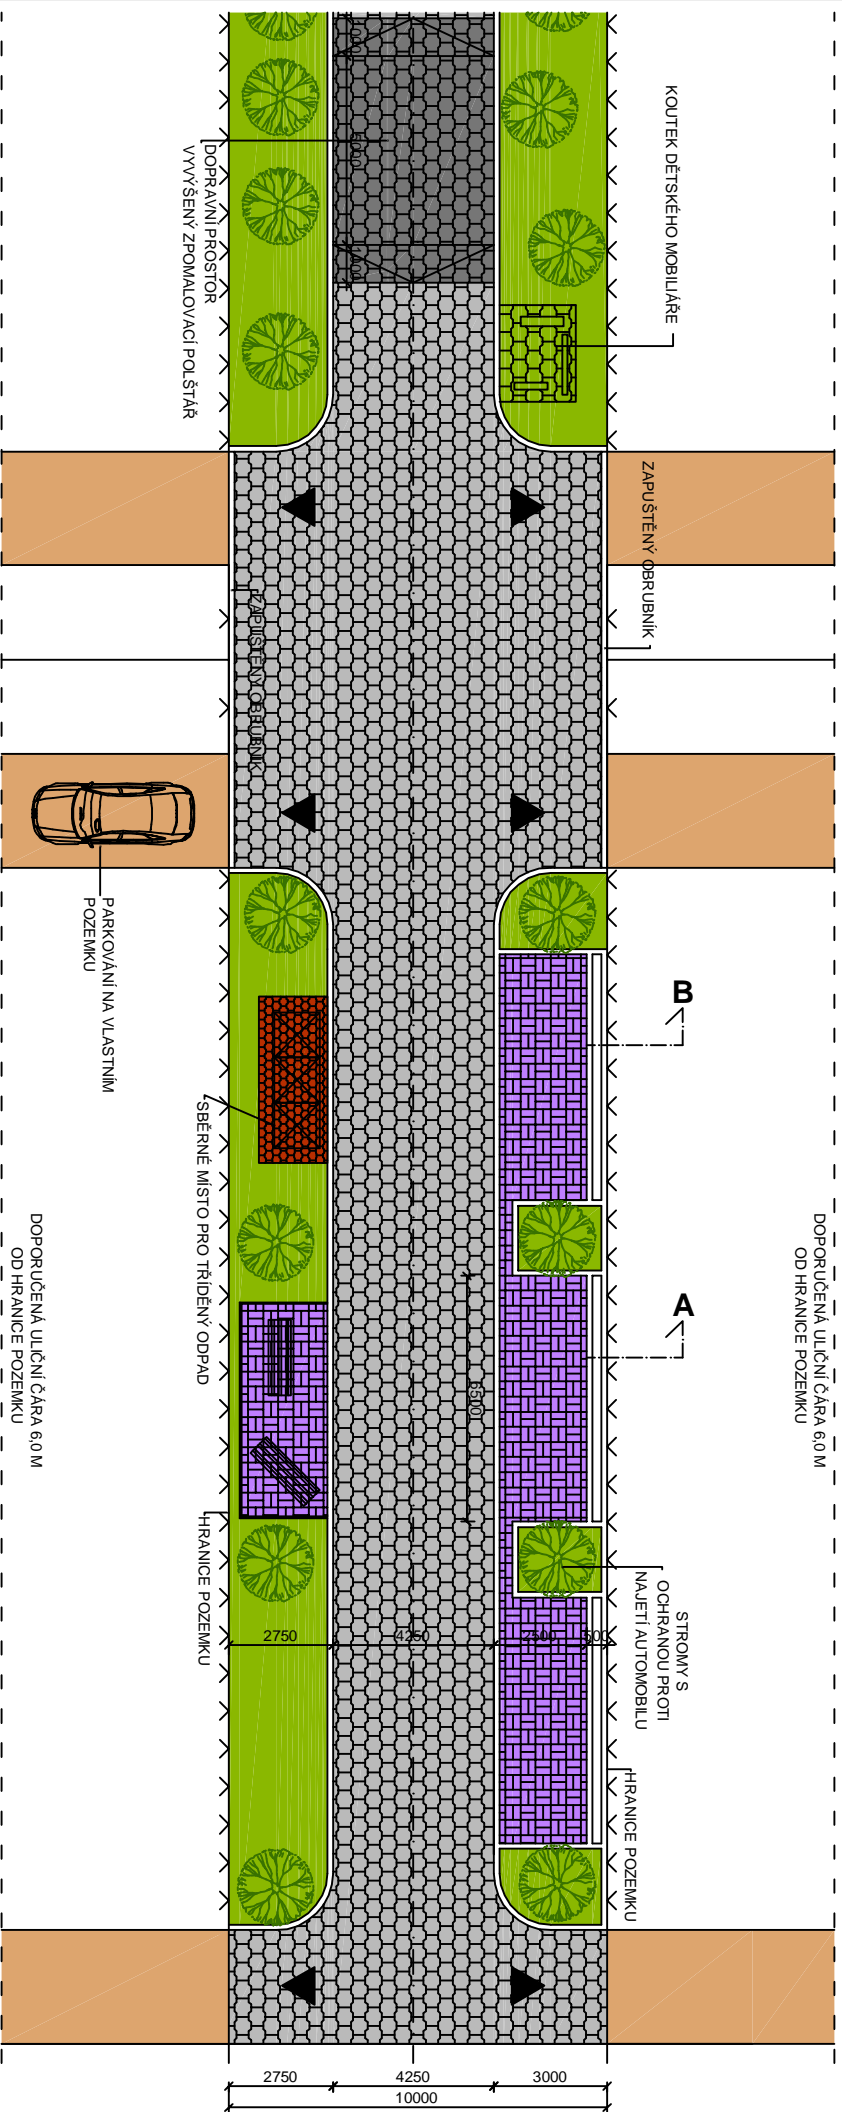 1000
5000
1000
KOUTEK DĚTSKÉHO MOBILIÁŘE
DOPRAVNÍ PROSTOR
VYVÝŠENÝ ZPOMALOVACÍ POLŠTÁŘ
ZAPUŠTĚNÝ OBRUBNÍK
ZAPUŠTĚNÝ OBRUBNÍK
PARKOVÁNÍ NA VLASTNÍM
POZEMKU
B
SBĚRNÉ MÍSTO PRO TŘÍDĚNÝ ODPAD
DOPORUČENÁ ULIČNÍ ČÁRA 6,0 M
OD HRANICE POZEMKU
DOPORUČENÁ ULIČNÍ ČÁRA 6,0 M
OD HRANICE POZEMKU
A
6500
HRANICE POZEMKU
STROMY S
OCHRANOU PROTI
NAJETÍ AUTOMOBILU
2750
4250
2500
500
HRANICE POZEMKU
2750
4250
3000
10000